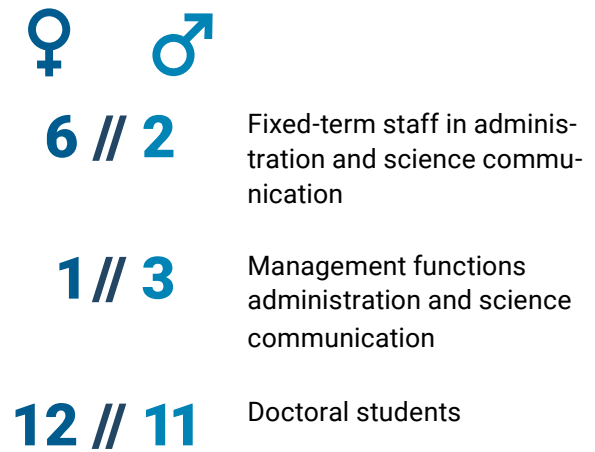 ♀ ♂
6 // 2
Fixed-term staff in adminis-
tration and science commu-
nication
1 // 3
Management functions
administration and science
communication
12 // 11
Doctoral students